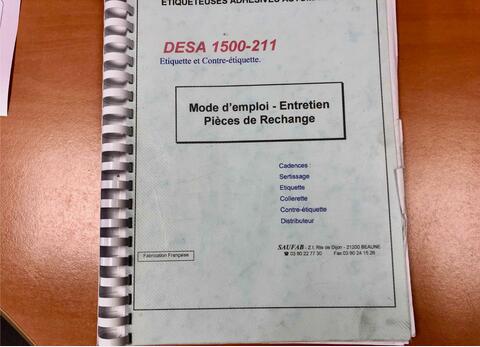 ETIQUETEUSES ADHESIVES
DESA 1500-211
Etiquette et Contre-étiquette.
Mode d'emploi - Entretien
Pièces de Rechange
Cadences :
Sertissage
Etiquette
Collerette
Contre-étiquette
Distributeur
SAUFAB - Z.I. Rte de Dijon - 21200 BEAUNE
☎ 03 80 22 77 30 Fax 03 80 24 15 26
Fabrication Française